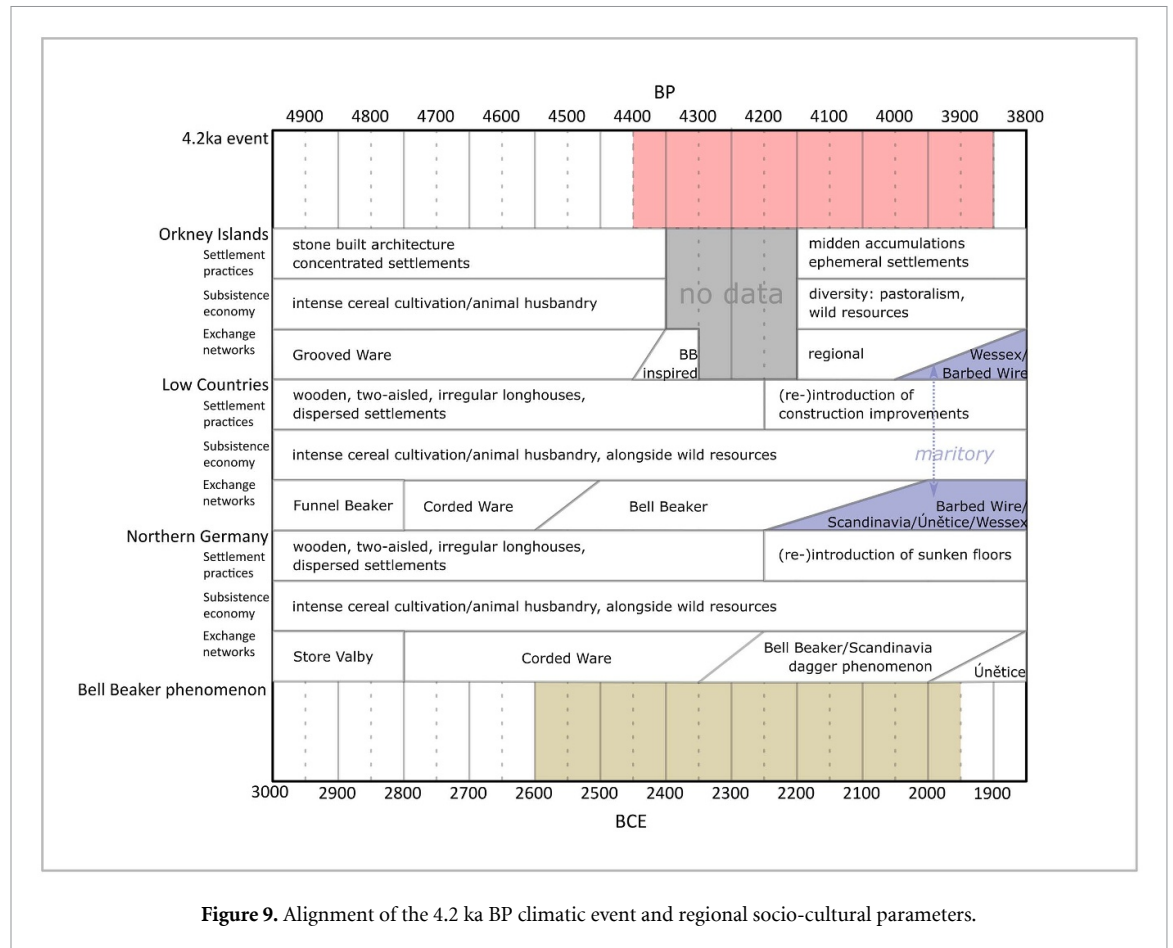 BP
4900 4800 4700 4600 4500 4400 4300 4200 4100 4000 3900 3800
4.2ka event
Orkney Islands
Settlement
practices
stone built architecture
concentrated settlements
no data
midden accumulations
ephemeral settlements
Subsistence
economy
intense cereal cultivation/animal husbandry
diversity: pastoralism,
wild resources
Exchange
networks
Grooved Ware
BB
inspired
regional
Wessex/
Barbed Wire
Low Countries
Settlement
practices
wooden, two-aisled, irregular longhouses,
dispersed settlements
(re-)introduction of
construction improvements
Subsistence
economy
intense cereal cultivation/animal husbandry, alongside wild resources
maritory
Exchange
networks
Funnel Beaker
Corded Ware
Bell Beaker
Barbed Wire/
Scandinavia/Únětice/Wessex
Northern Germany
Settlement
practices
wooden, two-aisled, irregular longhouses,
dispersed settlements
(re-)introduction of sunken floors
Subsistence
economy
intense cereal cultivation/animal husbandry, alongside wild resources
Exchange
networks
Store Valby
Corded Ware
Bell Beaker/Scandinavia
dagger phenomenon
Únětice
Bell Beaker phenomenon
3000 2900 2800 2700 2600 2500 2400 2300 2200 2100 2000 1900
BCE
Figure 9. Alignment of the 4.2 ka BP climatic event and regional socio-cultural parameters.